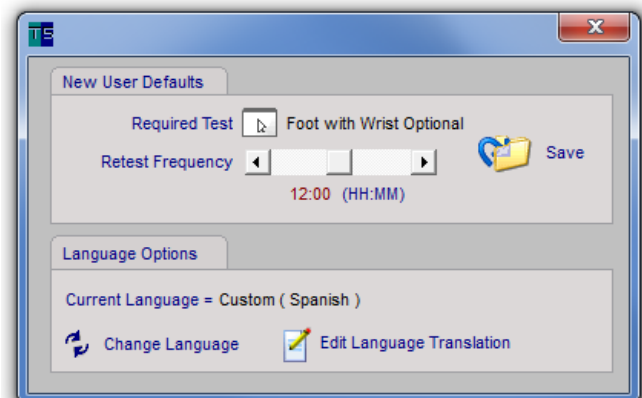 TS
New User Defaults
Required Test Foot with Wrist Optional
Retest Frequency
Save
12:00 (HH:MM)
Language Options
Current Language = Custom ( Spanish )
Change Language Edit Language Translation